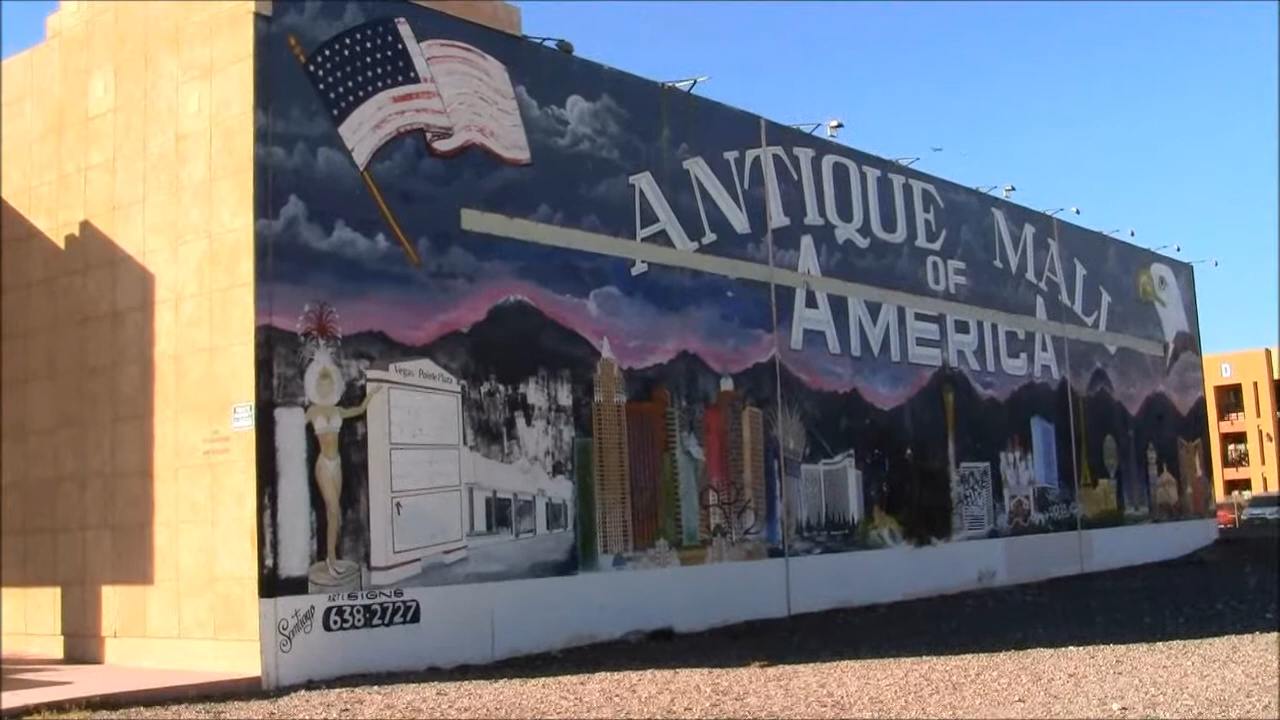 ANTIQUE MALL
OF
AMERICA
Vegas Pointe Plaza
ART & SIGNS
Santiago
638-2727
D